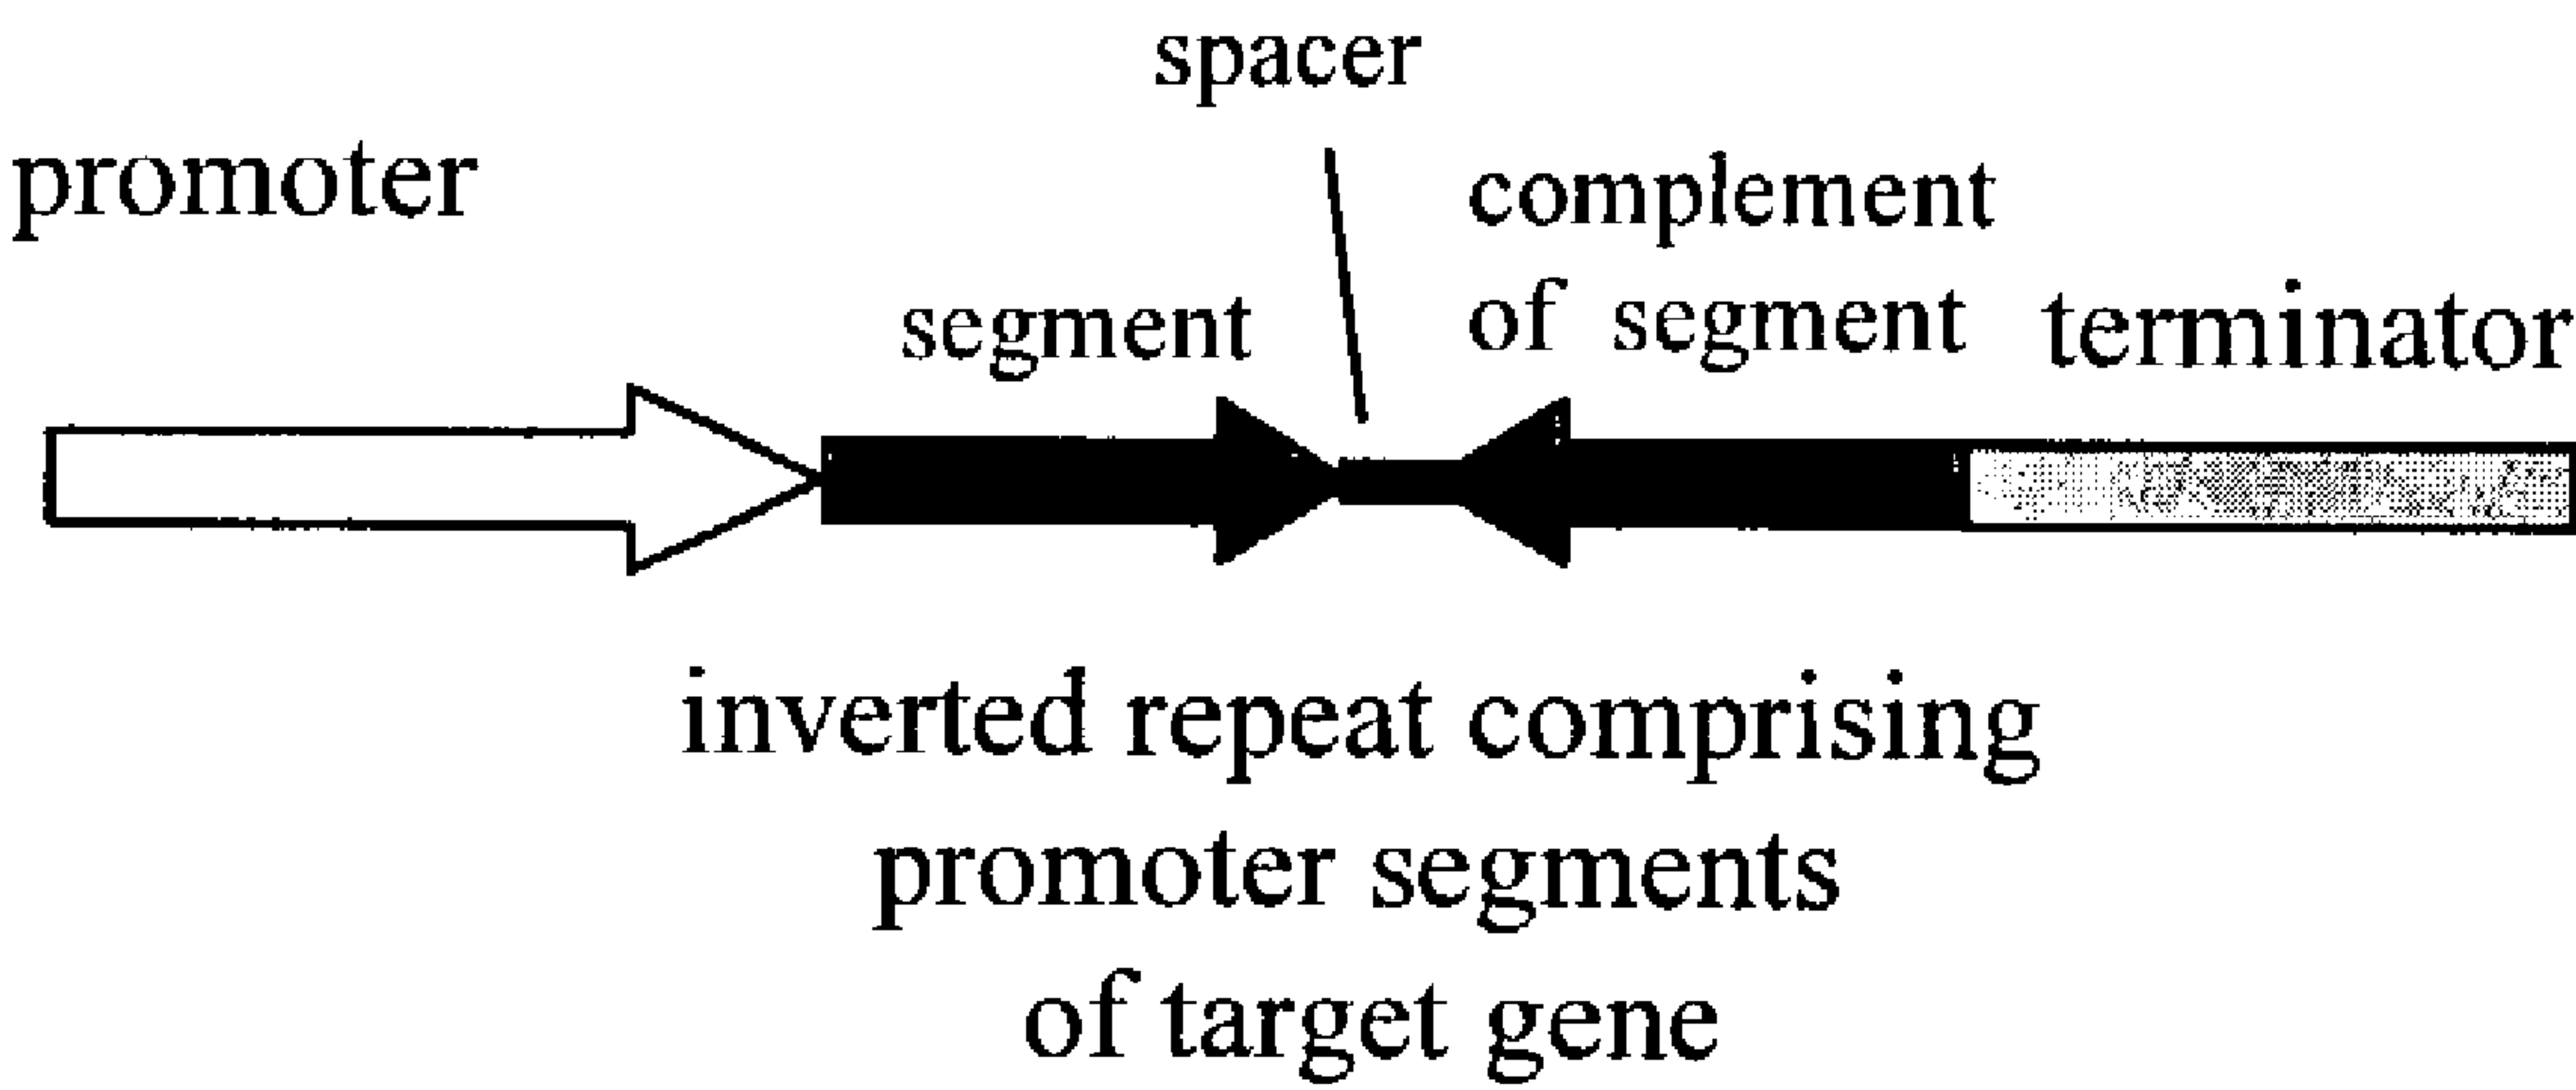 spacer
promoter
complement
of segment
segment
terminator
inverted repeat comprising
promoter segments
of target gene